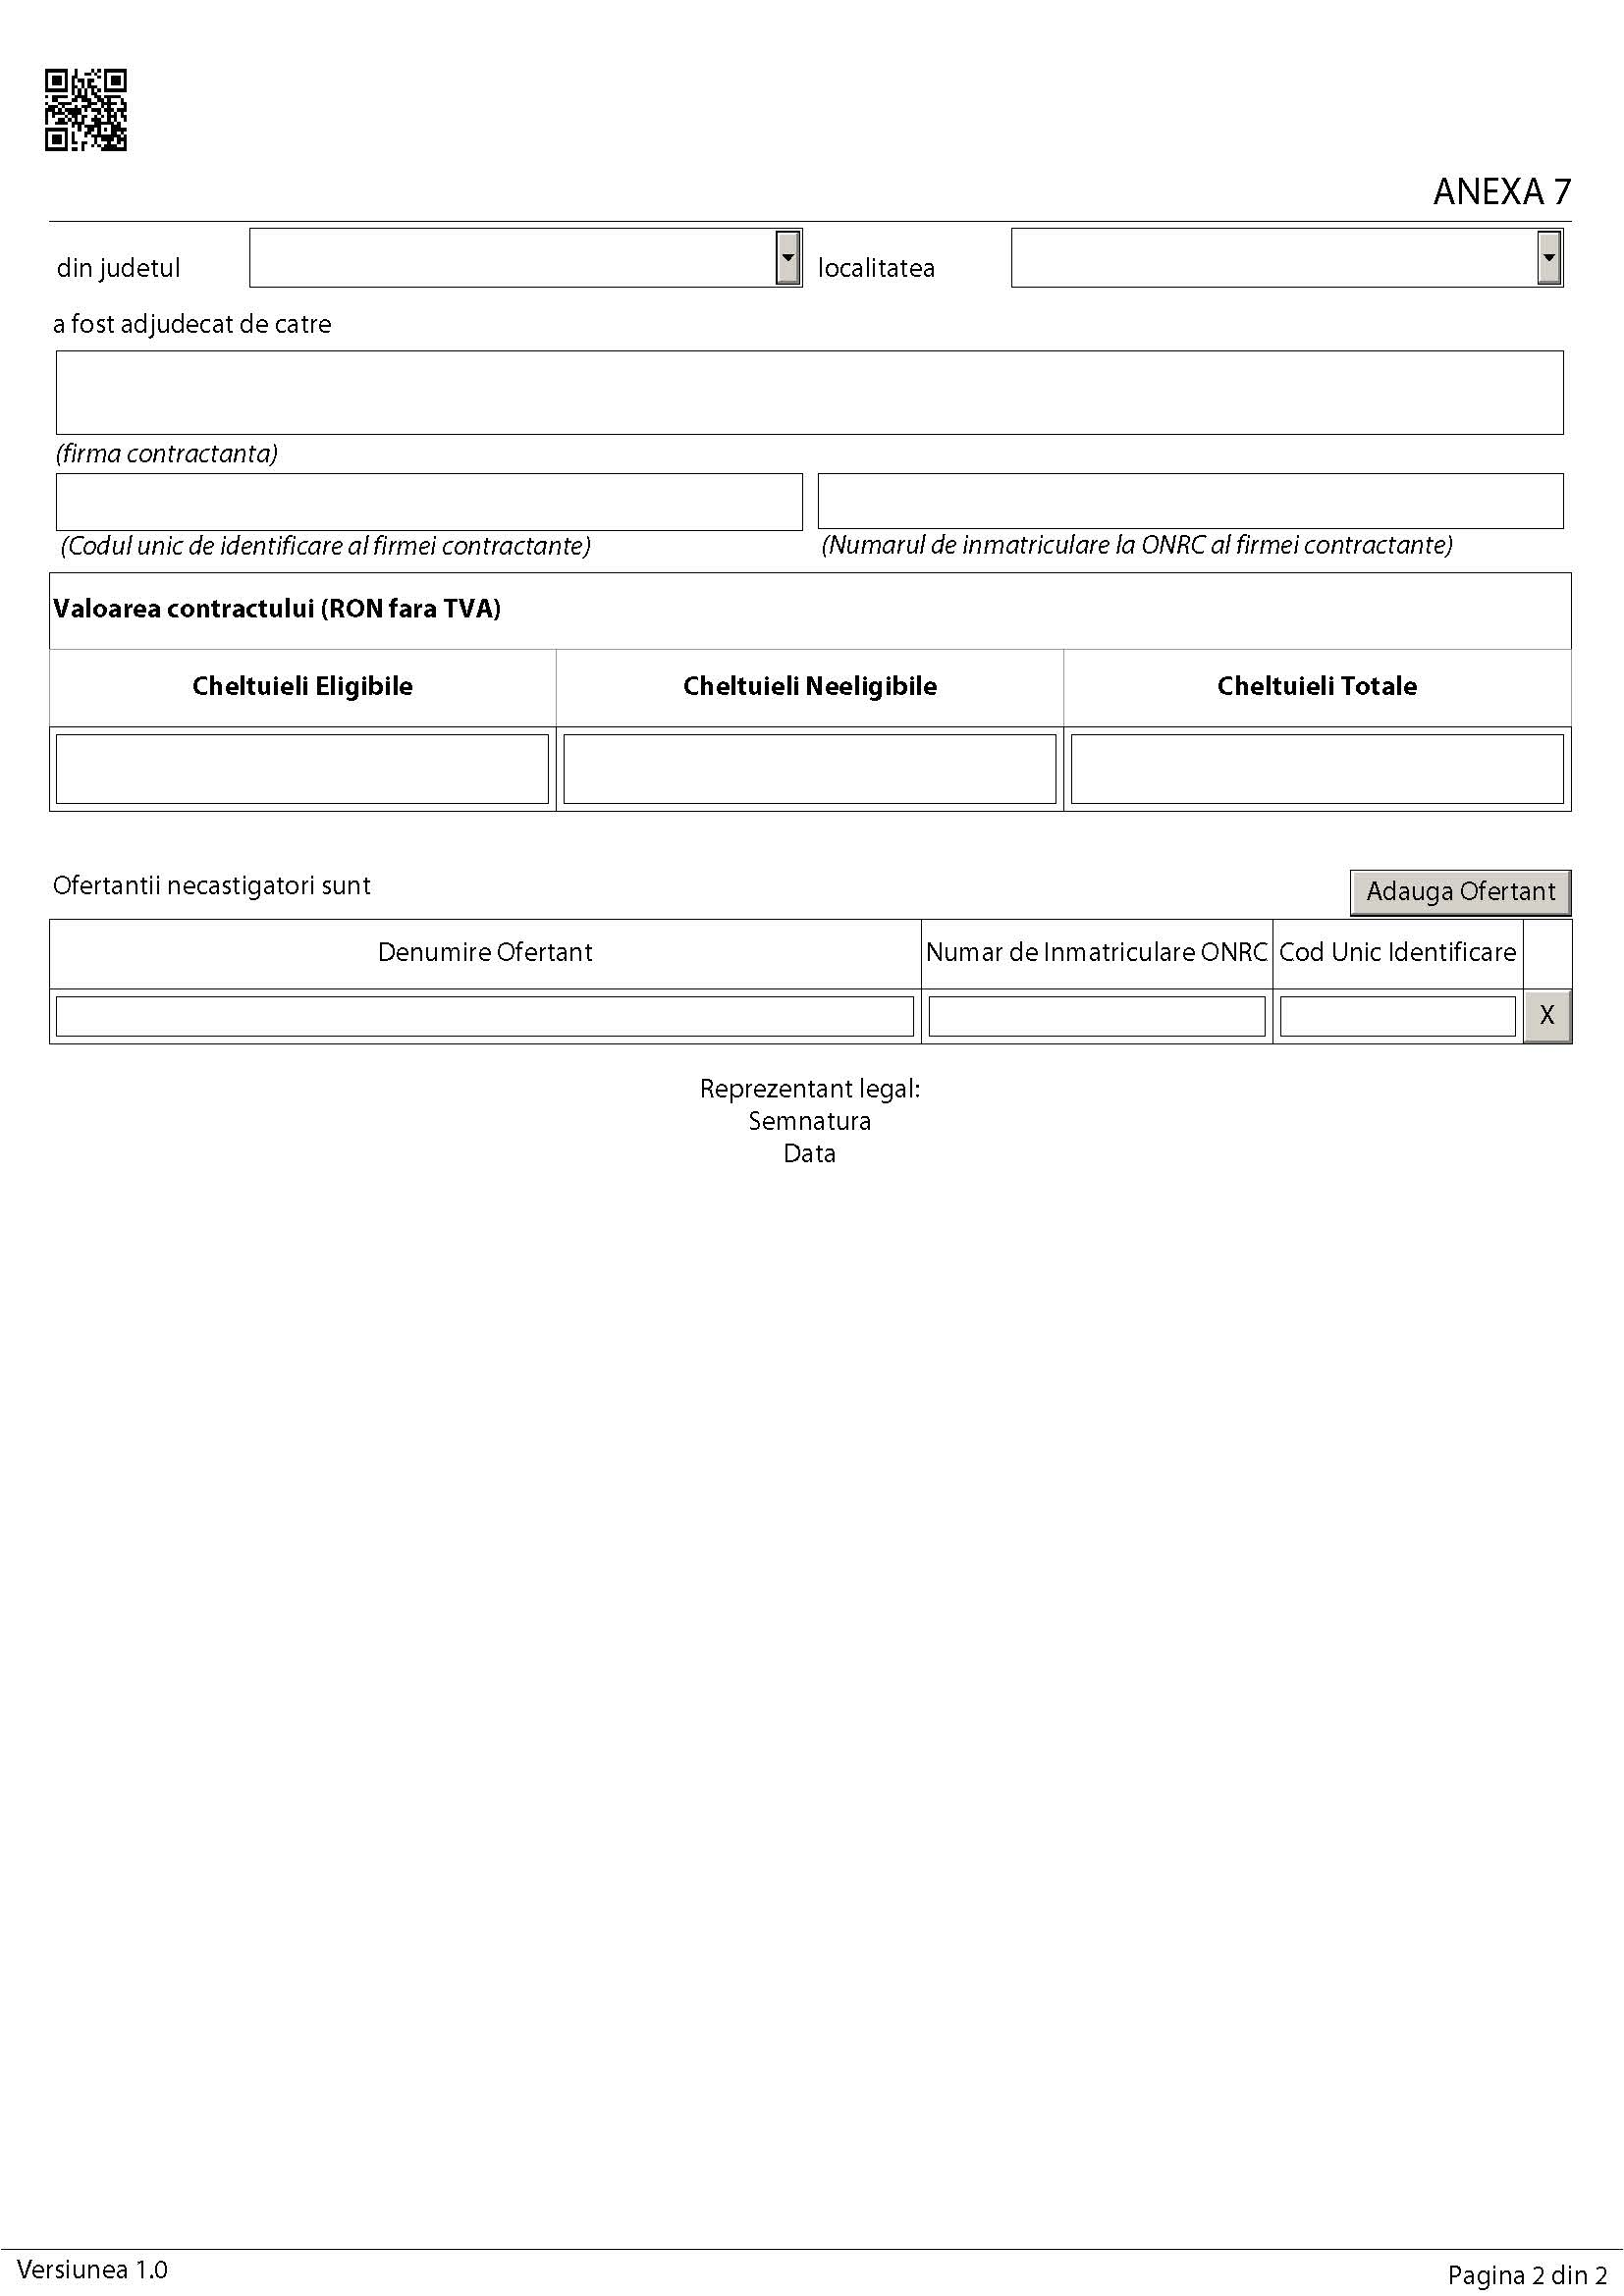 ANEXA 7
din judetul localitatea
a fost adjudecat de catre
(firma contractanta)
(Codul unic de identificare al firmei contractante) (Numarul de inmatriculare la ONRC al firmei contractante)
Valoarea contractului (RON fara TVA)
Cheltuieli Eligibile Cheltuieli Neeligibile Cheltuieli Totale
Ofertantii necastigatori sunt Adauga Ofertant
Denumire Ofertant Numar de Inmatriculare ONRC Cod Unic Identificare
X
Reprezentant legal:
Semnatura
Data
Versiunea 1.0 Pagina 2 din 2